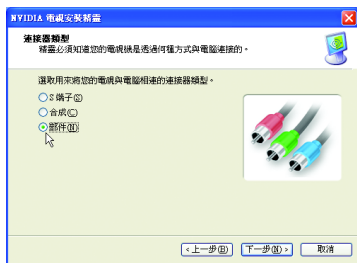 NVIDIA 電視安裝精靈
連接器類型
精靈必須知道您的電視機是透過何種方式與電腦連接的。
選取用來將您的電視與電腦相連的連接器類型。
S 端子(S)
合成(C)
部件(N)
<上一步(B)
下一步(N)>
取消